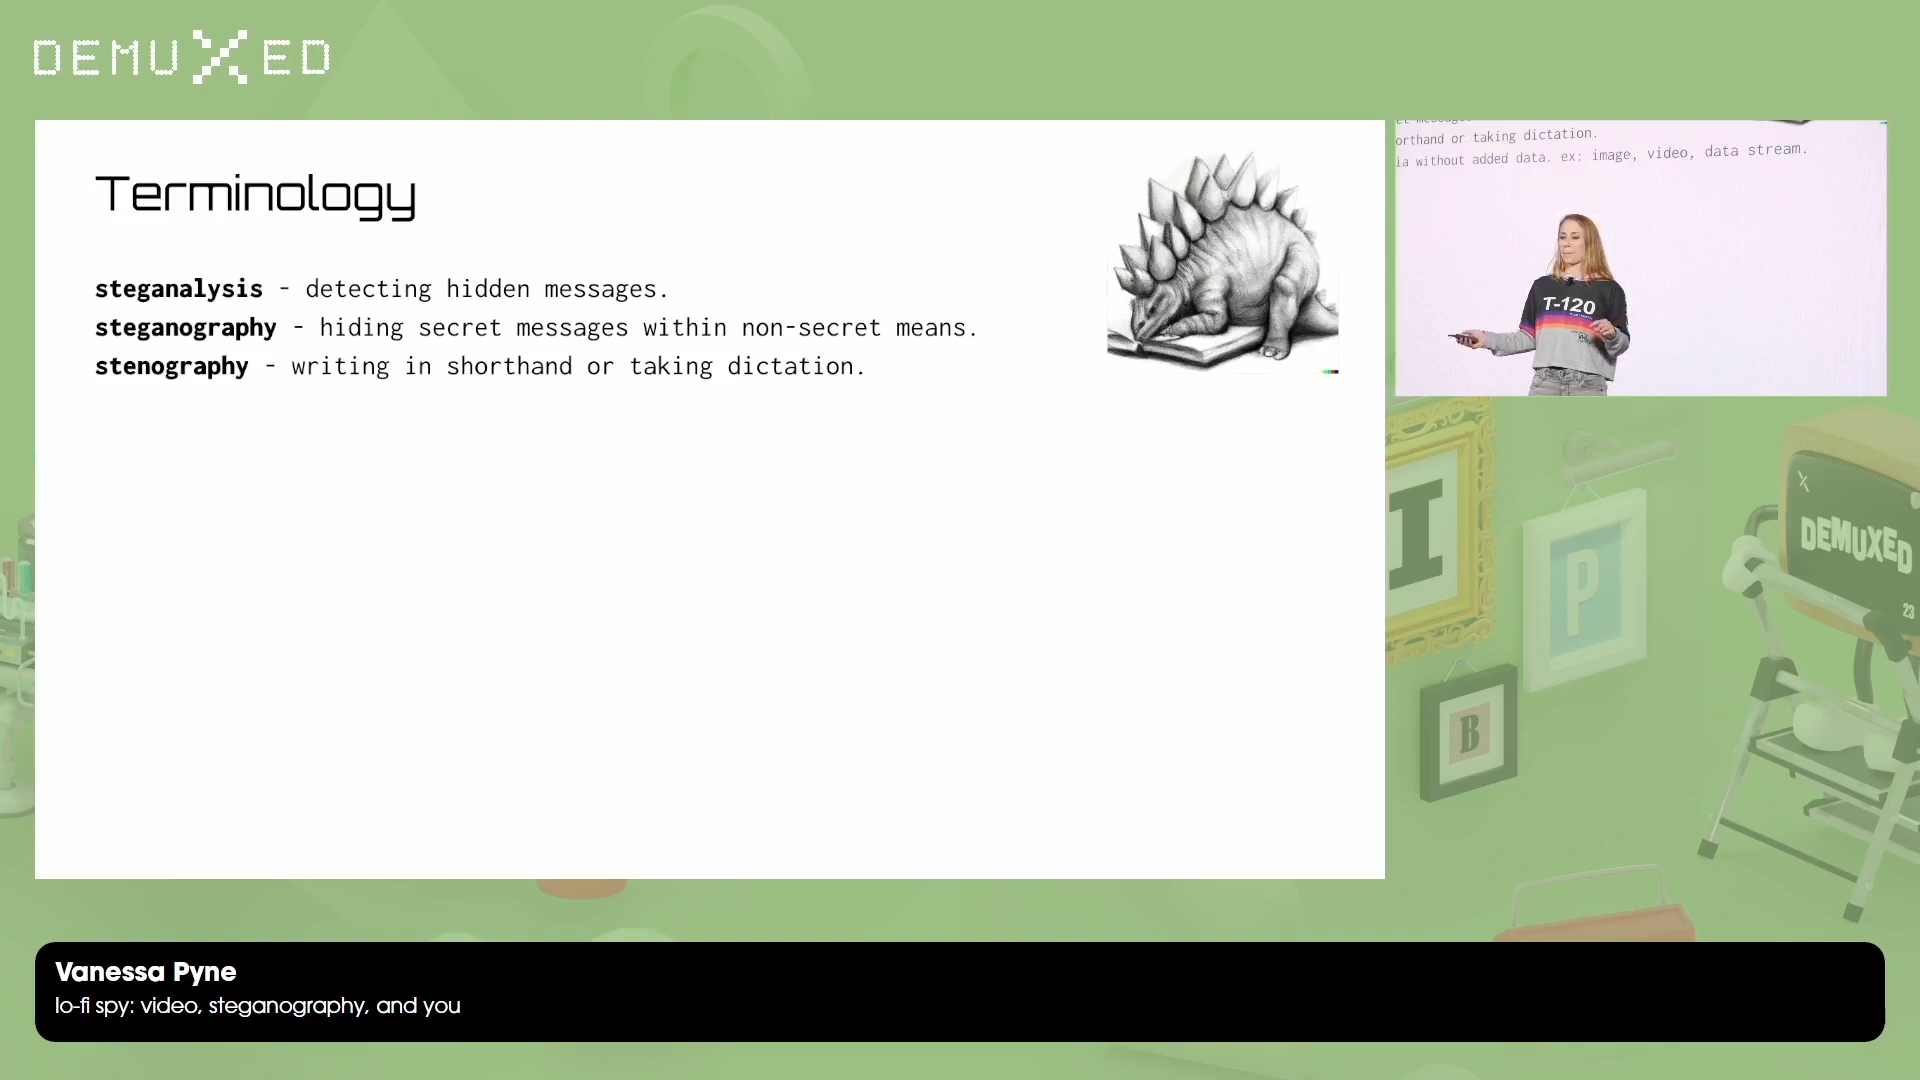 DEMUXED
Terminology
steganalysis - detecting hidden messages.
steganography - hiding secret messages within non-secret means.
stenography - writing in shorthand or taking dictation.
orthand or taking dictation.
ia without added data. ex: image, video, data stream.
T-120
I
P
B
X
DEMUXED
23
Vanessa Pyne
lo-fi spy: video, steganography, and you